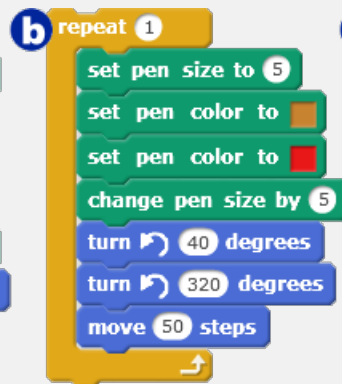 b repeat 1
set pen size to 5
set pen color to
set pen color to
change pen size by 5
turn 40 degrees
turn 320 degrees
move 50 steps